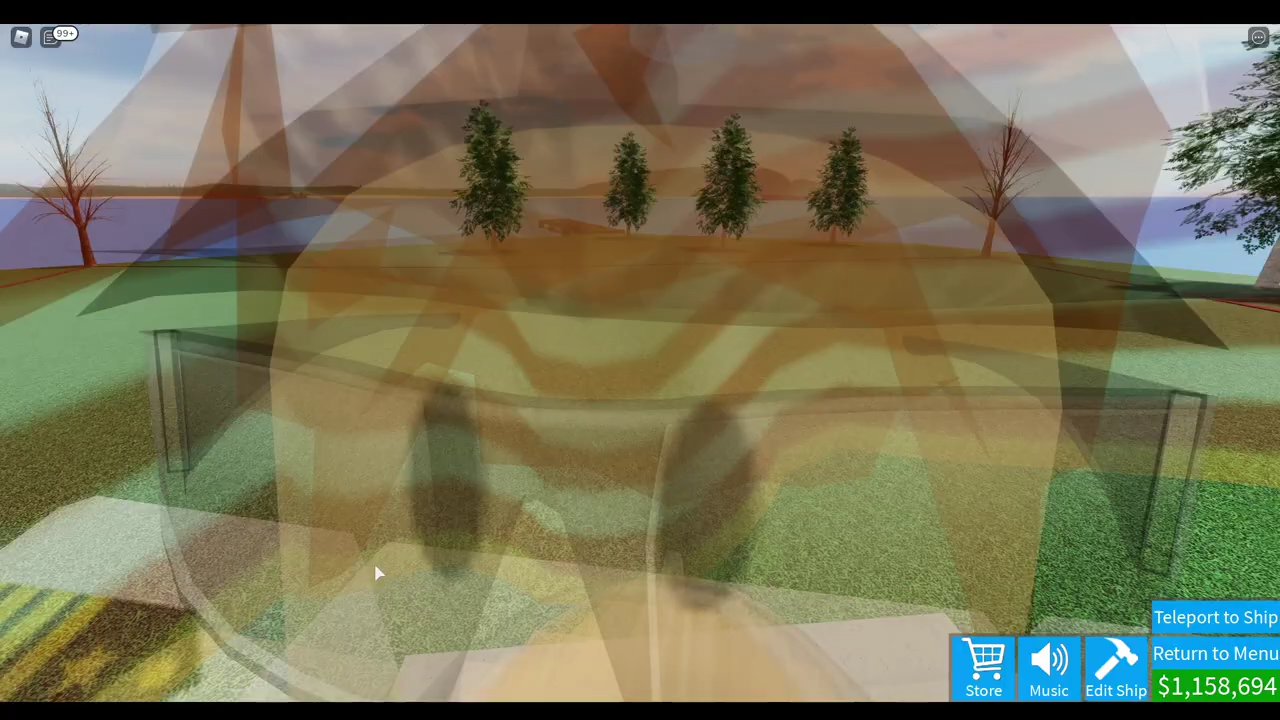 99+
Teleport to Ship
Return to Menu
Store
Music
Edit Ship
$1,158,694